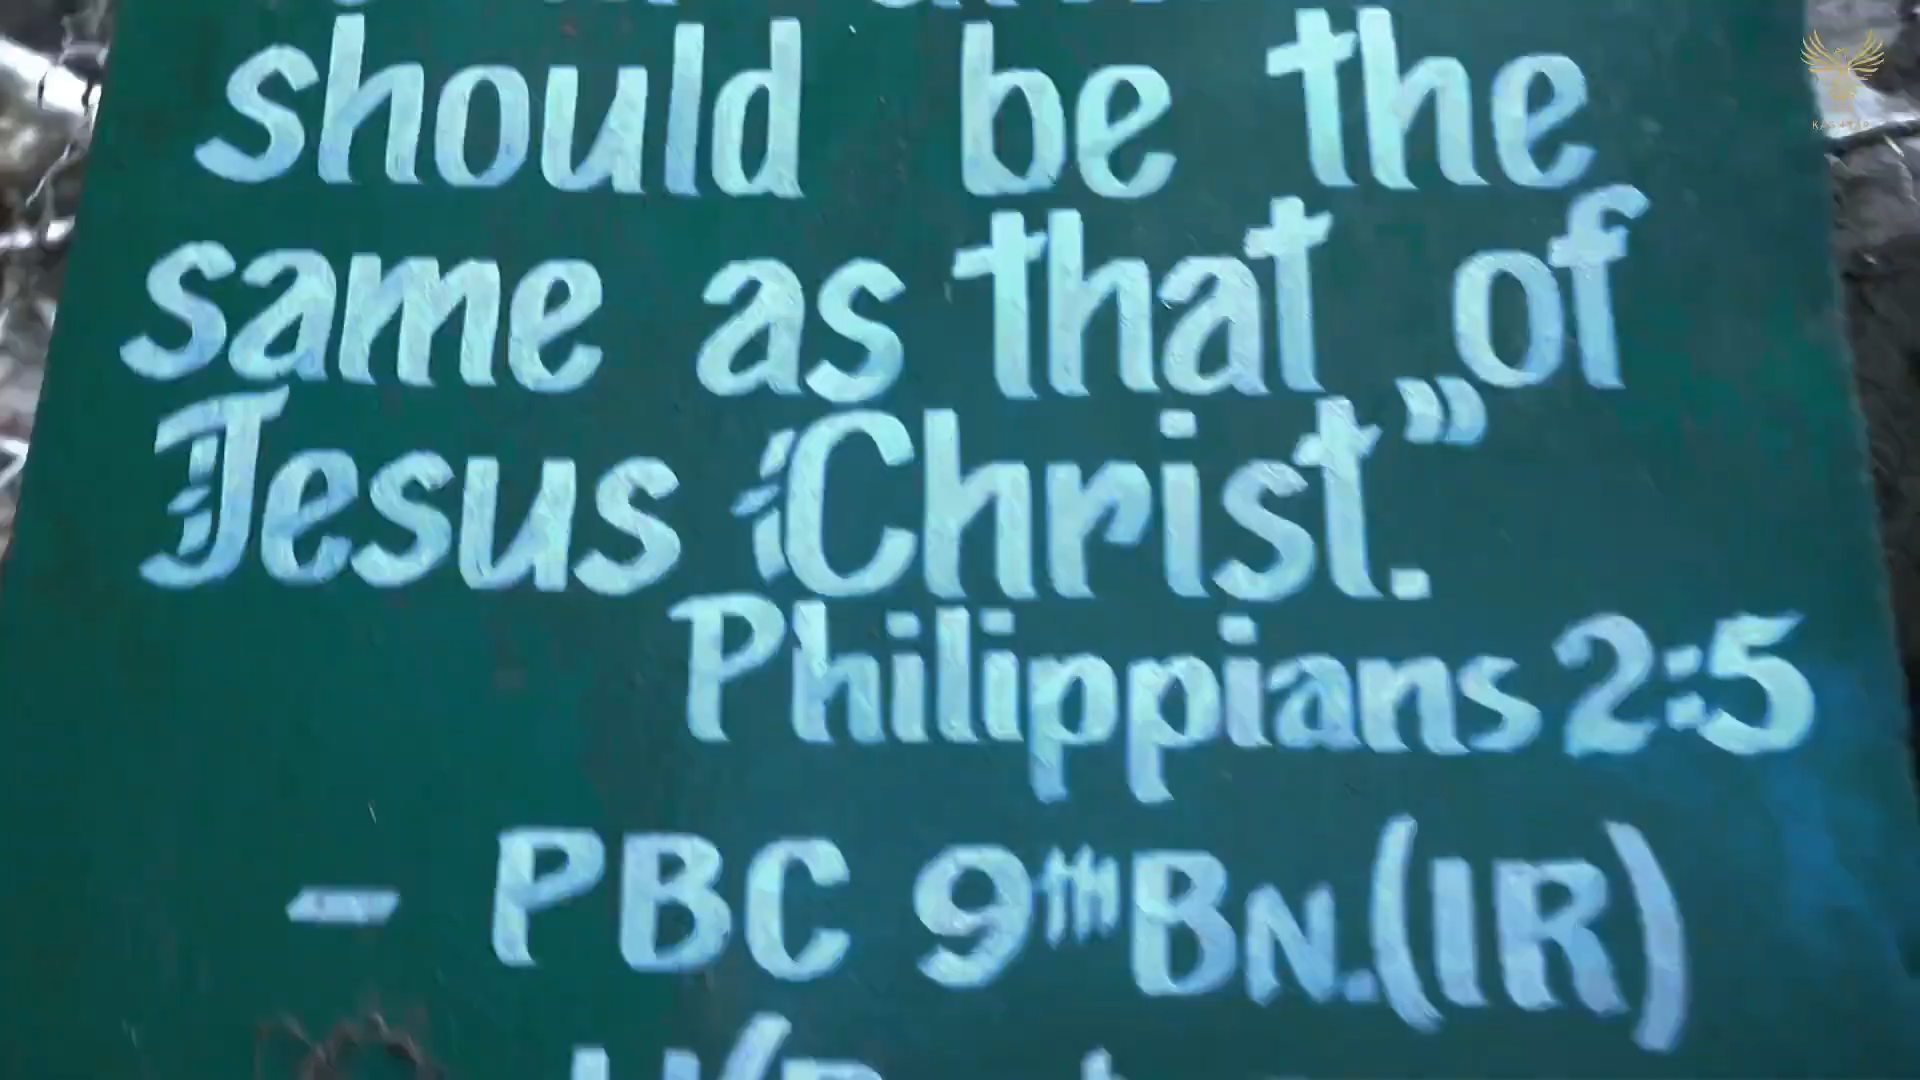 should be the
same as that of
Jesus Christ.”
Philippians 2:5
- PBC 9th BN.(IR)